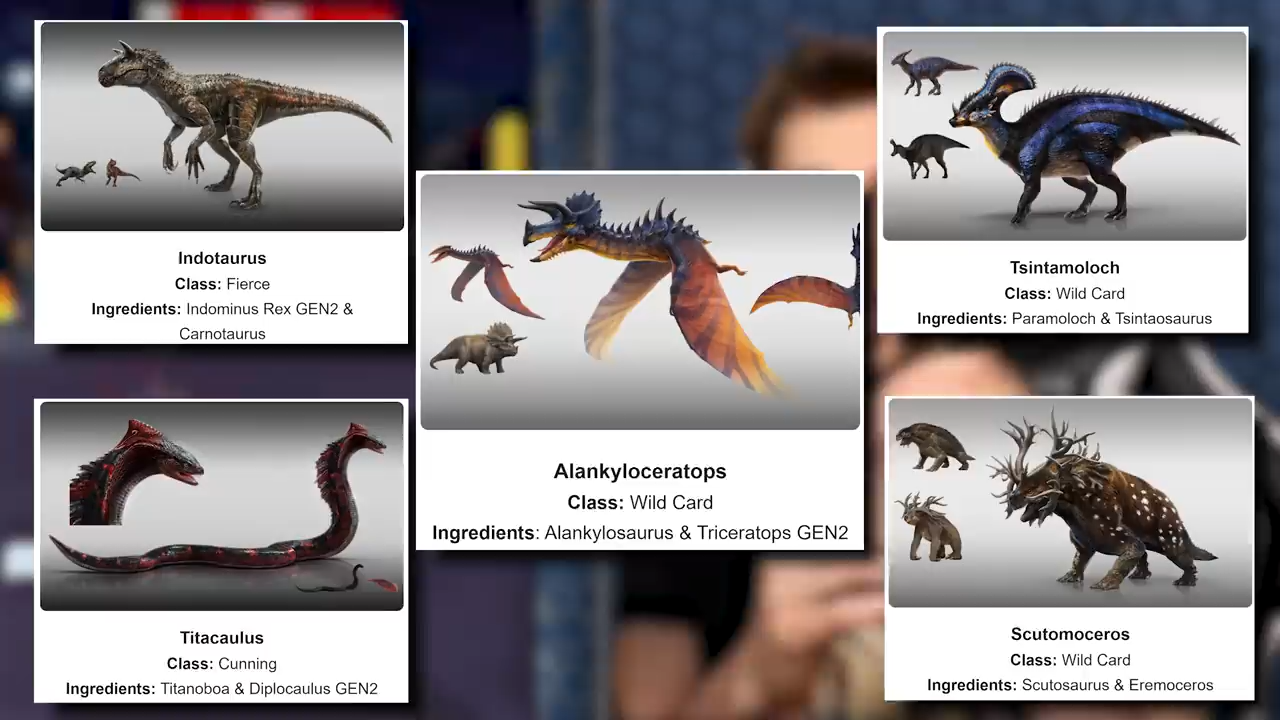 Indotaurus
Class: Fierce
Ingredients: Indominus Rex GEN2 &
Carnotaurus
Titacaulus
Class: Cunning
Ingredients: Titanoboa & Diplocaulus GEN2
Alankyloceratops
Class: Wild Card
Ingredients: Alankylosaurus & Triceratops GEN2
Tsintamoloch
Class: Wild Card
Ingredients: Paramoloch & Tsintaosaurus
Scutomoceros
Class: Wild Card
Ingredients: Scutosaurus & Eremoceros